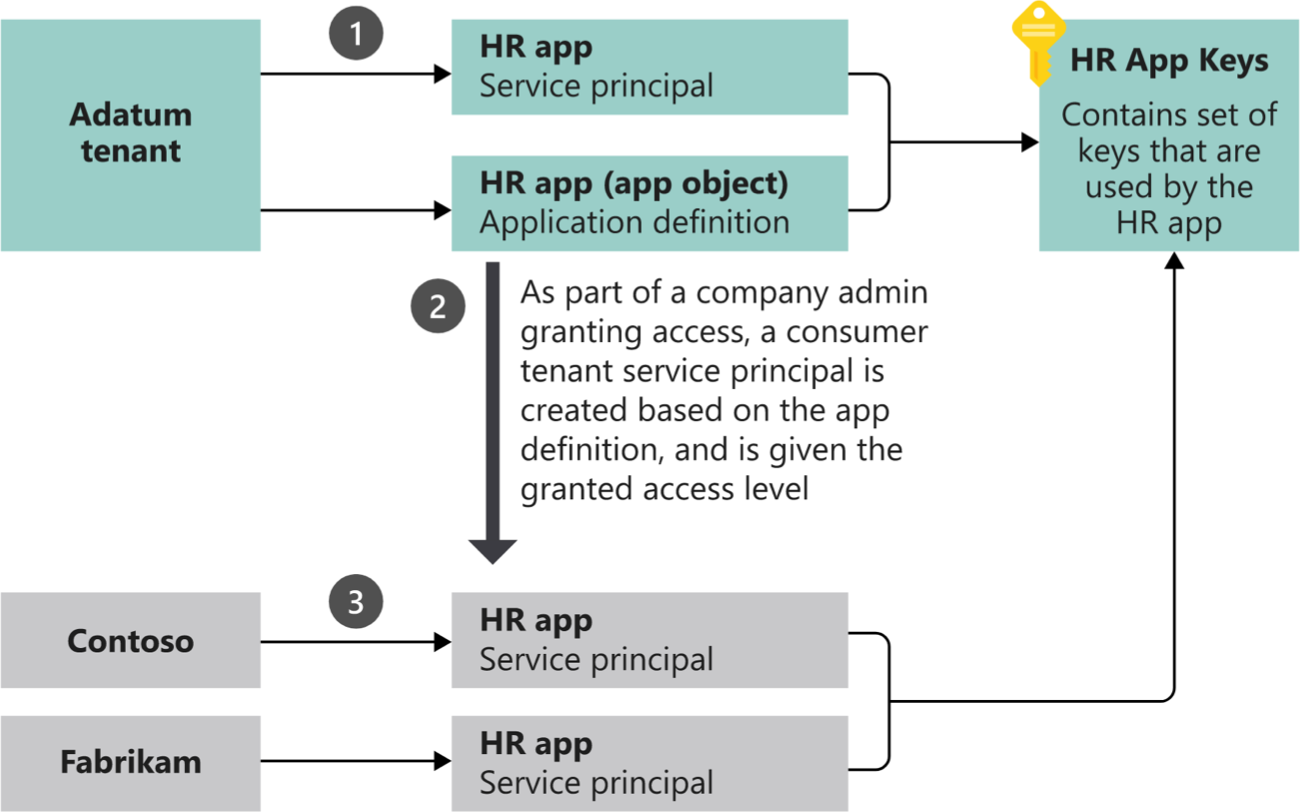 1
HR app
Service principal
Adatum
tenant
HR app (app object)
Application definition
HR App Keys
Contains set of
keys that are
used by the
HR app
2
As part of a company admin
granting access, a consumer
tenant service principal is
created based on the app
definition, and is given the
granted access level
3
Contoso
HR app
Service principal
Fabrikam
HR app
Service principal